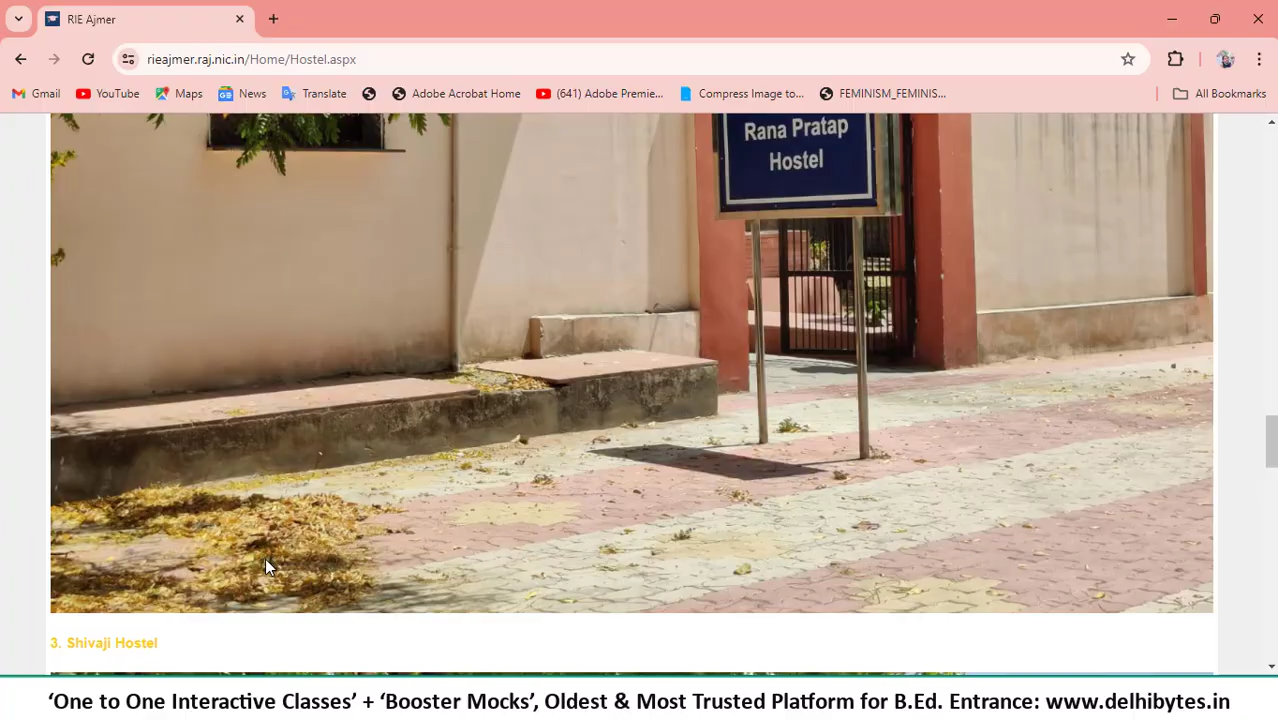 RIE Ajmer
rieajmer.raj.nic.in/Home/Hostel.aspx
Gmail YouTube Maps News Translate Adobe Acrobat Home (641) Adobe Premie... Compress Image to... FEMINISM_FEMINIS... All Bookmarks
Rana Pratap
Hostel
3. Shivaji Hostel
‘One to One Interactive Classes’ + ‘Booster Mocks’, Oldest & Most Trusted Platform for B.Ed. Entrance: www.delhibytes.in